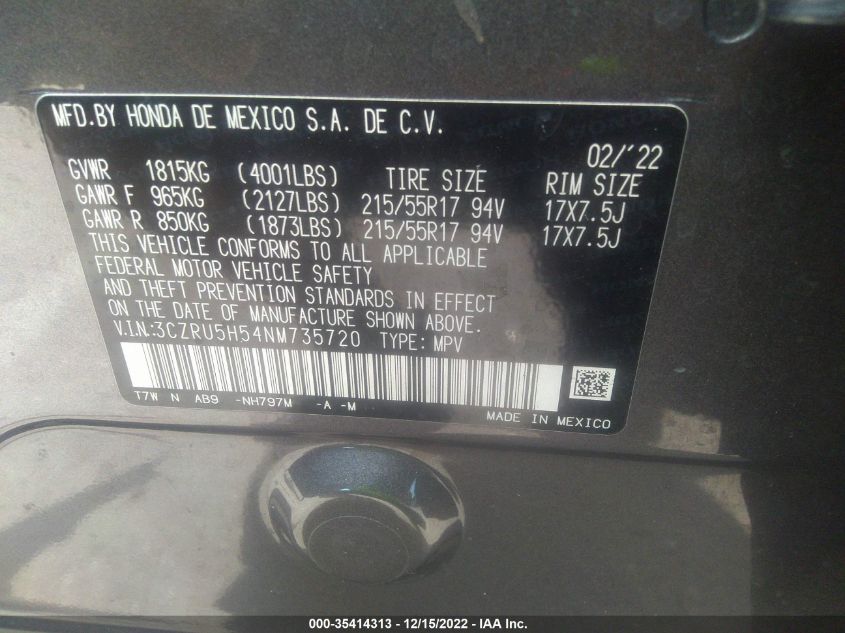 MFD.BY HONDA DE MEXICO S.A. DE C.V.
02/'22
GVWR 1815KG (4001LBS) TIRE SIZE RIM SIZE
GAWR F 965KG (2127LBS) 215/55R17 94V 17X7.5J
GAWR R 850KG (1873LBS) 215/55R17 94V 17X7.5J
THIS VEHICLE CONFORMS TO ALL APPLICABLE
FEDERAL MOTOR VEHICLE SAFETY
AND THEFT PREVENTION STANDARDS IN EFFECT
ON THE DATE OF MANUFACTURE SHOWN ABOVE.
V.I.N:3CZRU5H54NM735720 TYPE: MPV
T7W N AB9 -NH797M -A -M
MADE IN MEXICO
000-35414313 - 12/15/2022 - IAA Inc.